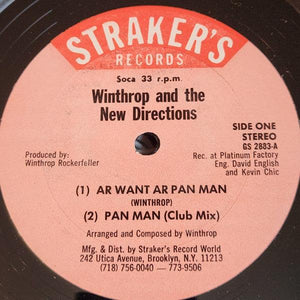 STRAKER'S
RECORDS
Soca 33 r.p.m.
Winthrop and the
New Directions
SIDE ONE
STEREO
GS 2883-A
Produced by:
Winthrop Rockerfeller
Rec. at Platinum Factory
Eng. David English
and Kevin Chic
(1) AR WANT AR PAN MAN
(WINTHROP)
(2) PAN MAN (Club Mix)
Arranged and Composed by Winthrop
Mfg. & Dist. by Straker's Record World
242 Utica Avenue, Brooklyn, N.Y. 11213
(718) 756-0040 — 773-9506